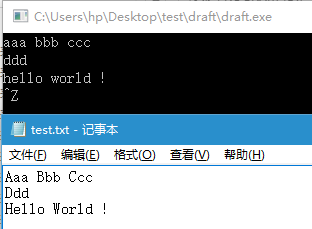 C:\Users\hp\Desktop\test\draft\draft.exe
aaa bbb ccc
ddd
hello world !
^Z
test.txt - 记事本
文件(F) 编辑(E) 格式(O) 查看(V) 帮助(H)
Aaa Bbb Ccc
Ddd
Hello World !